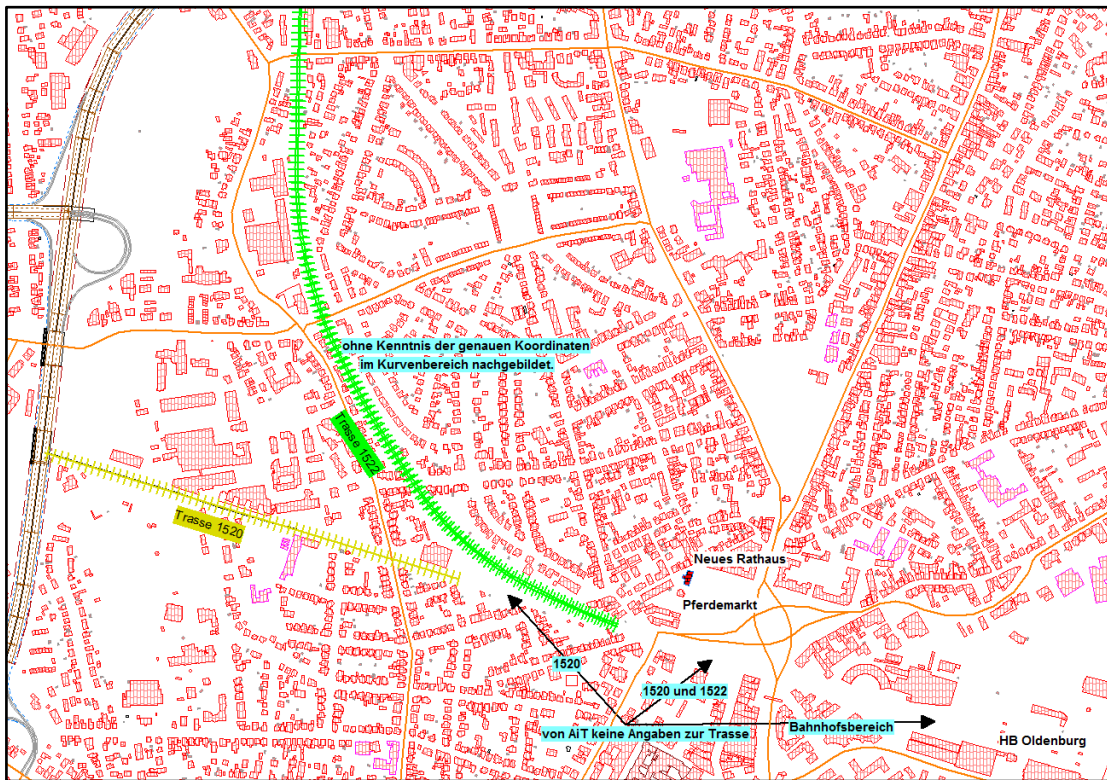 ohne Kenntnis der genauen Koordinaten
im Kurvenbereich nachgebildet.
Trasse 1522
Trasse 1520
Neues Rathaus
Pferdemarkt
1520
1520 und 1522
von AiT keine Angaben zur Trasse
Bahnhofsbereich
HB Oldenburg